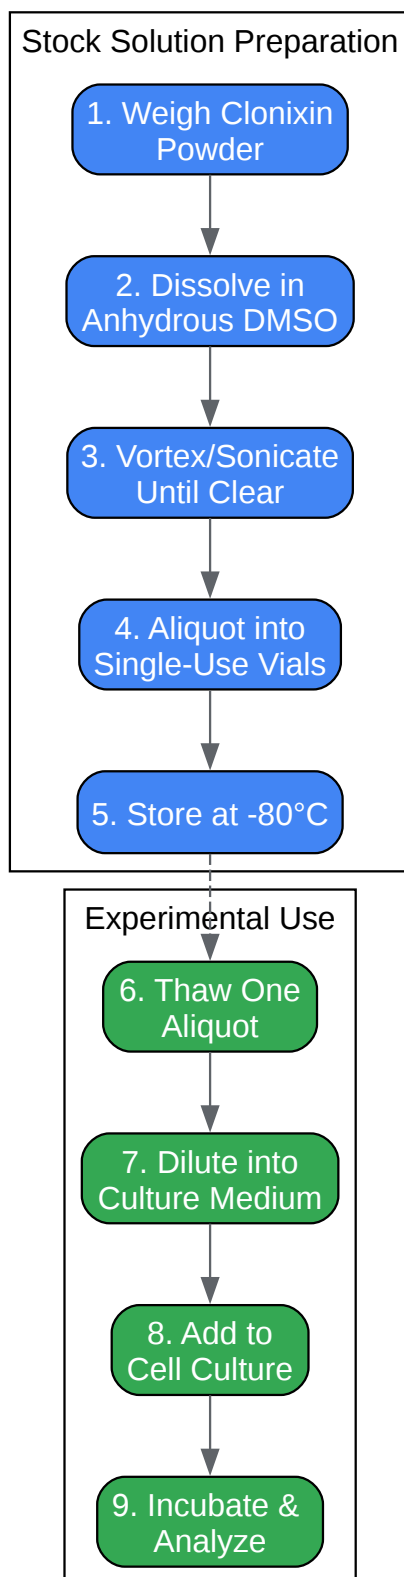 Stock Solution Preparation
1. Weigh Clonixin
Powder
2. Dissolve in
Anhydrous DMSO
3. Vortex/Sonicate
Until Clear
4. Aliquot into
Single-Use Vials
5. Store at -80°C
Experimental Use
6. Thaw One
Aliquot
7. Dilute into
Culture Medium
8. Add to
Cell Culture
9. Incubate &
Analyze